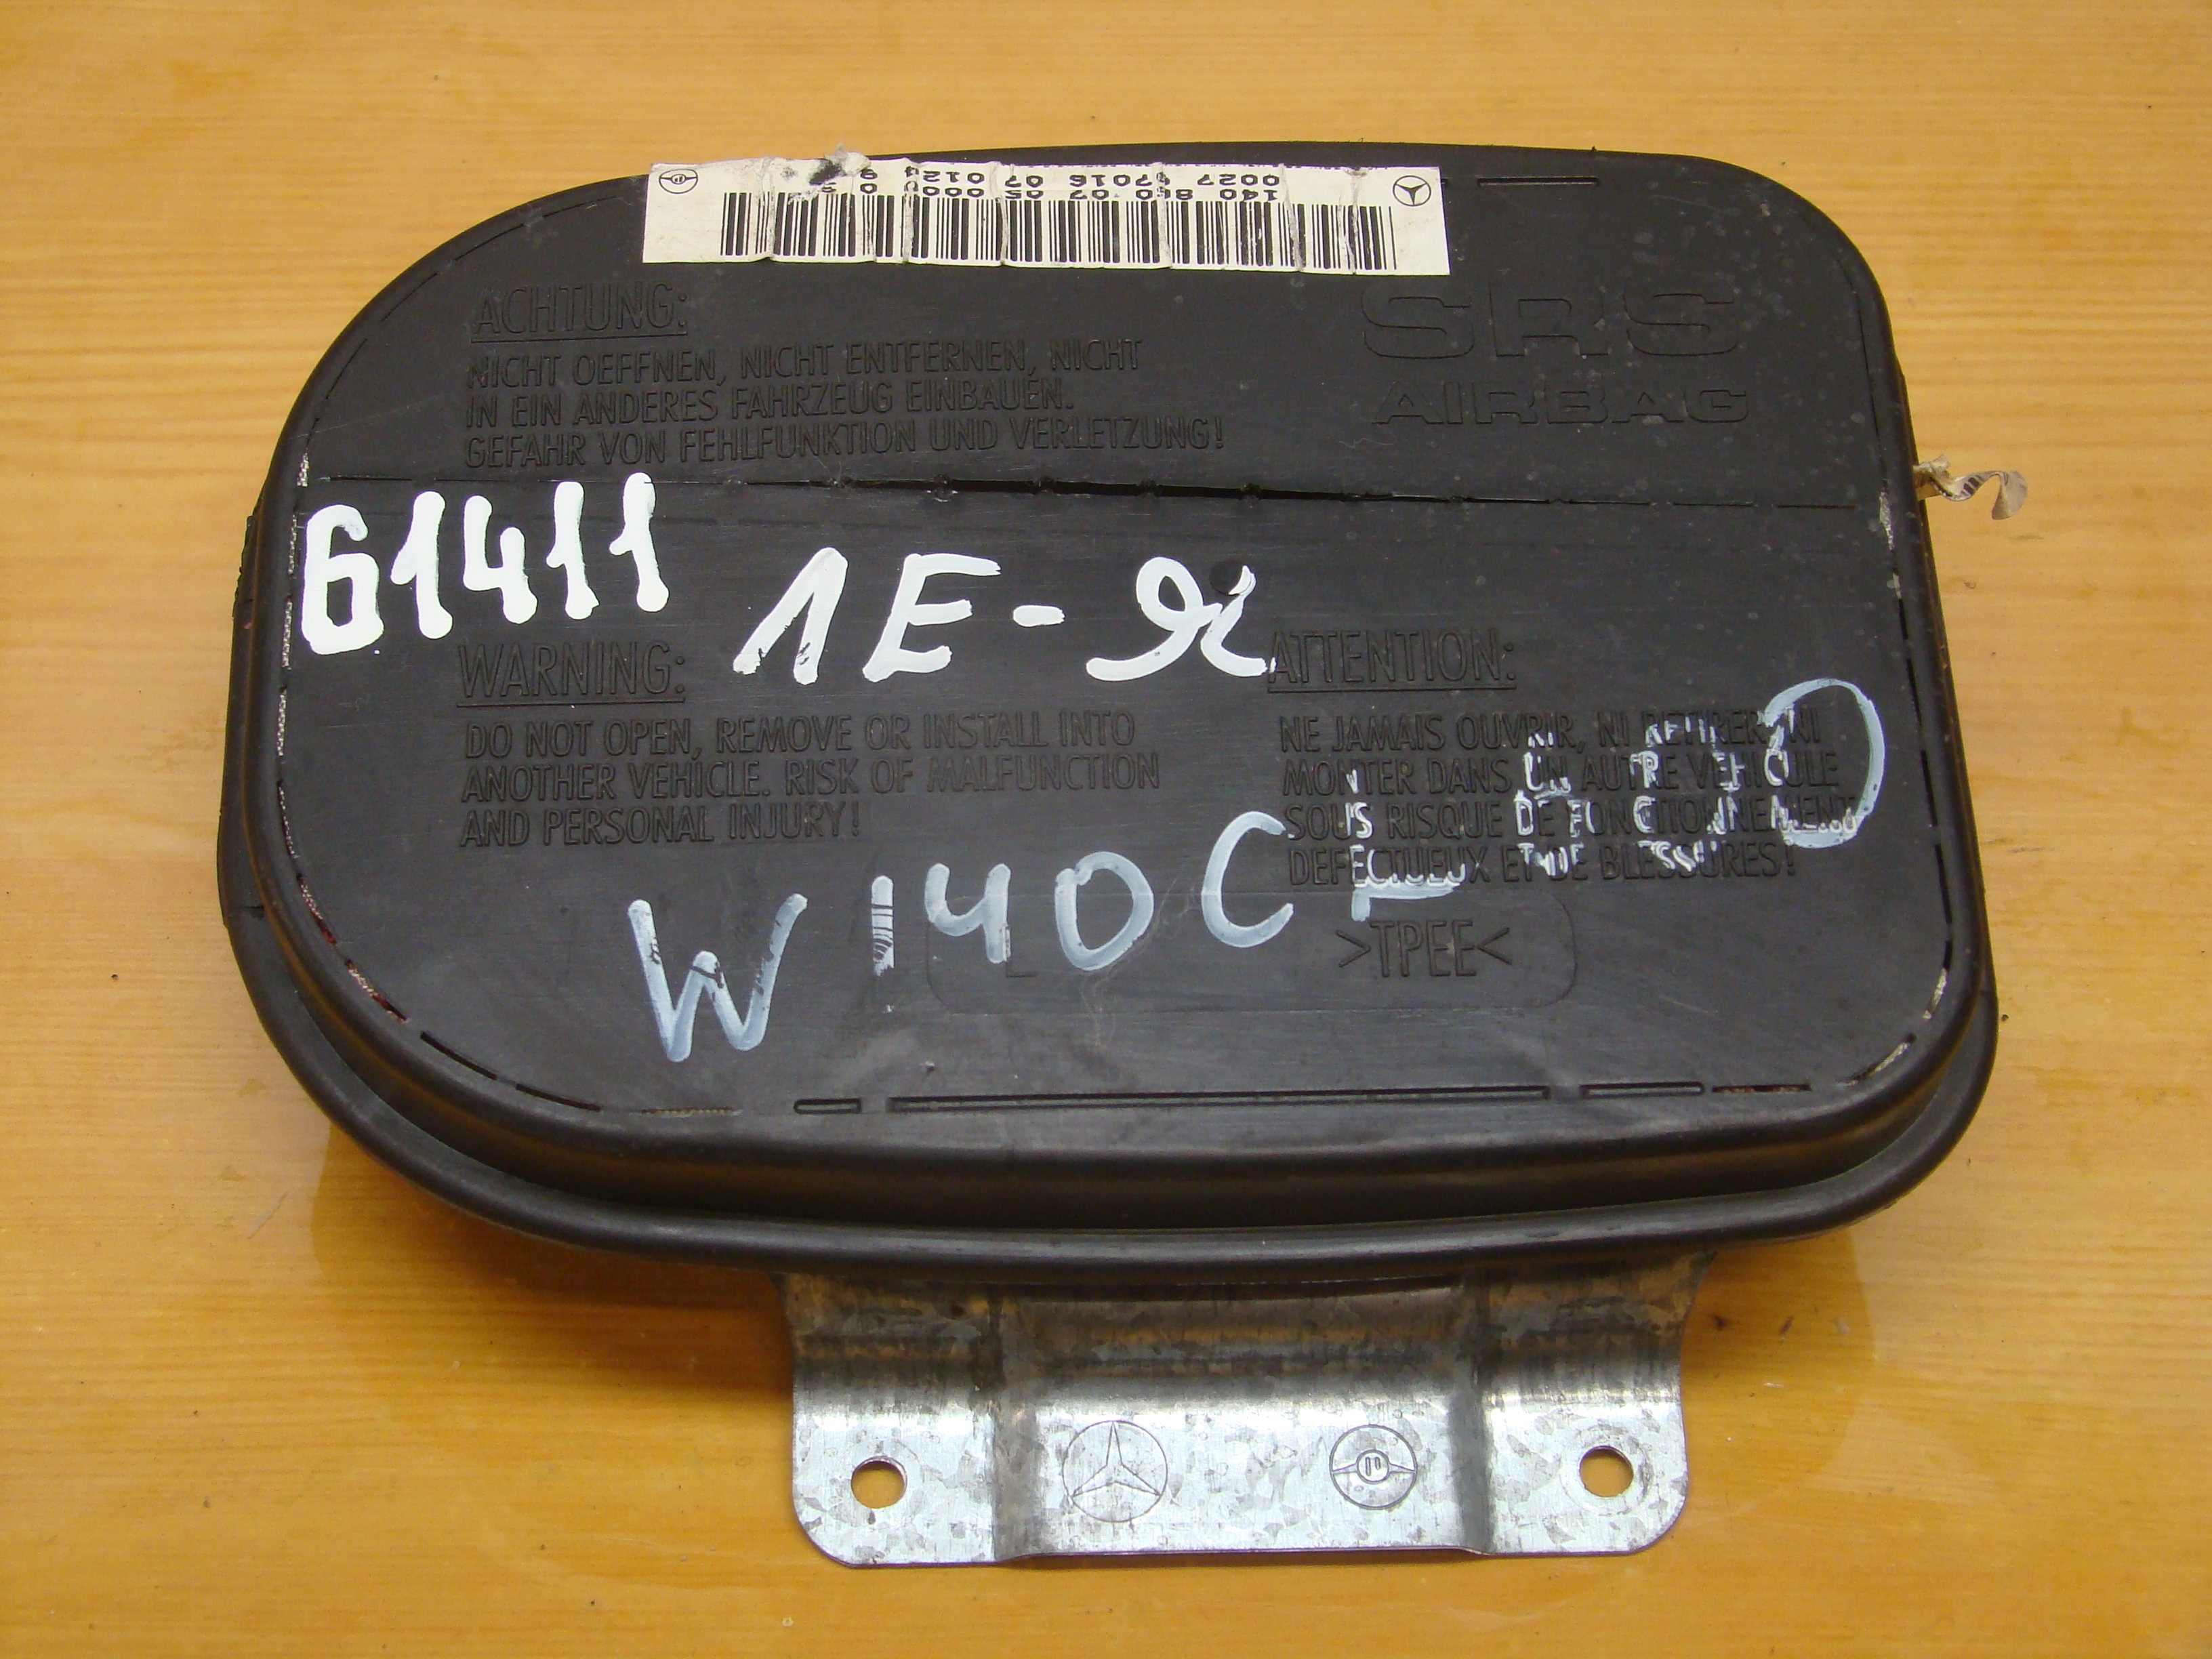 ACHTUNG:
NICHT OEFFNEN, NICHT ENTFERNEN, NICHT
IN EIN ANDERES FAHRZEUG EINBAUEN.
GEFAHR VON FEHLFUNKTION UND VERLETZUNG!
SRS
AIRBAG
61411
1E-
WARNING:
DO NOT OPEN, REMOVE OR INSTALL INTO
ANOTHER VEHICLE. RISK OF MALFUNCTION
AND PERSONAL INJURY!
ATTENTION:
NE JAMAIS OUVRIR, NI RETIRER, NI
MONTER DANS UN AUTRE VEHICULE
SOUS RISQUE DE FONCTIONNEMENT
DEFECTUEUX ET DE BLESSURES!
W140 C
L
>TPEE<